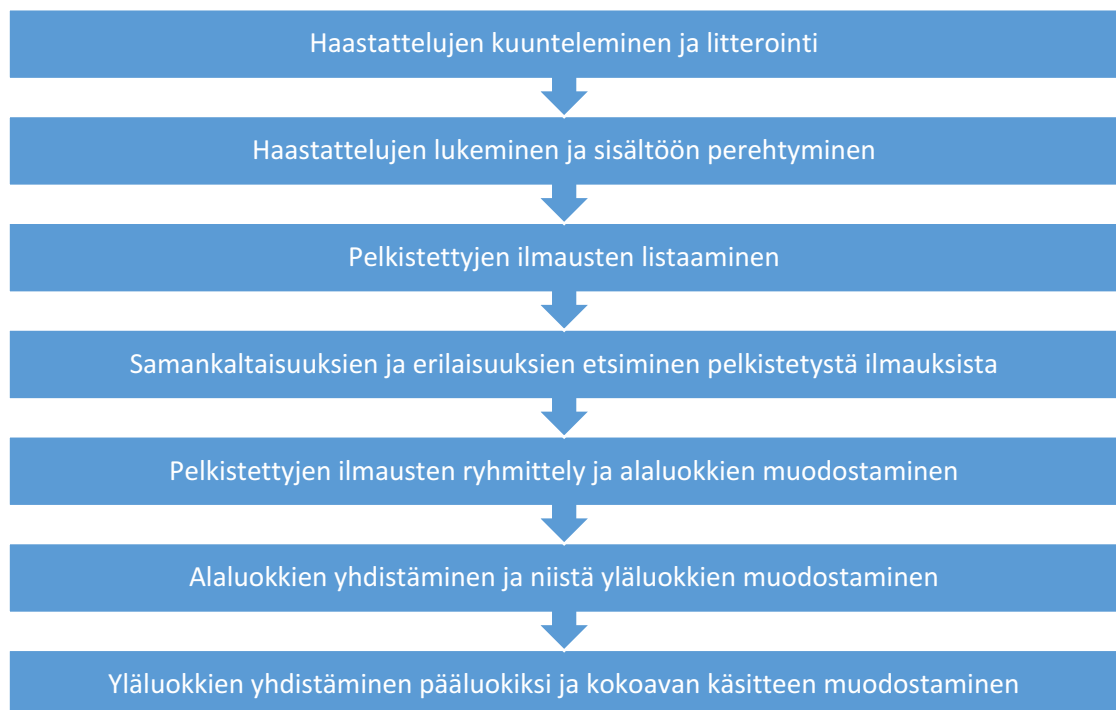 Haastattelujen kuunteleminen ja litterointi
Haastattelujen lukeminen ja sisältöön perehtyminen
Pelkistettyjen ilmausten listaaminen
Samankaltaisuuksien ja erilaisuuksien etsiminen pelkistetystä ilmauksista
Pelkistettyjen ilmausten ryhmittely ja alaluokkien muodostaminen
Alaluokkien yhdistäminen ja niistä yläluokkien muodostaminen
Yläluokkien yhdistäminen pääluokiksi ja kokoavan käsitteen muodostaminen